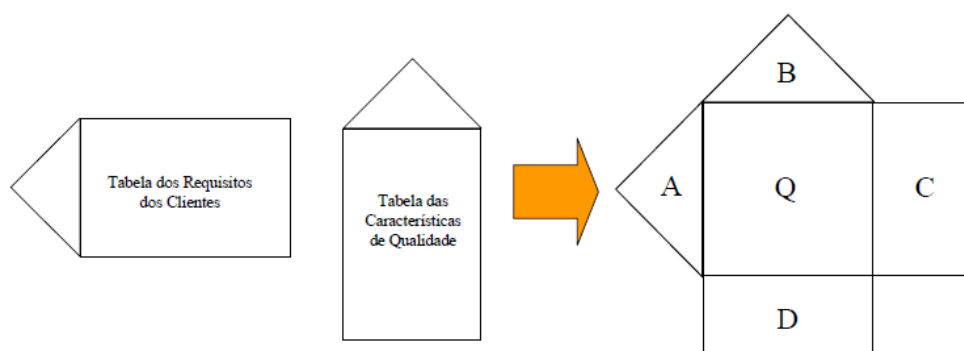 Tabela dos Requisitos
dos Clientes
Tabela das
Características
de Qualidade
B
A
Q
C
D